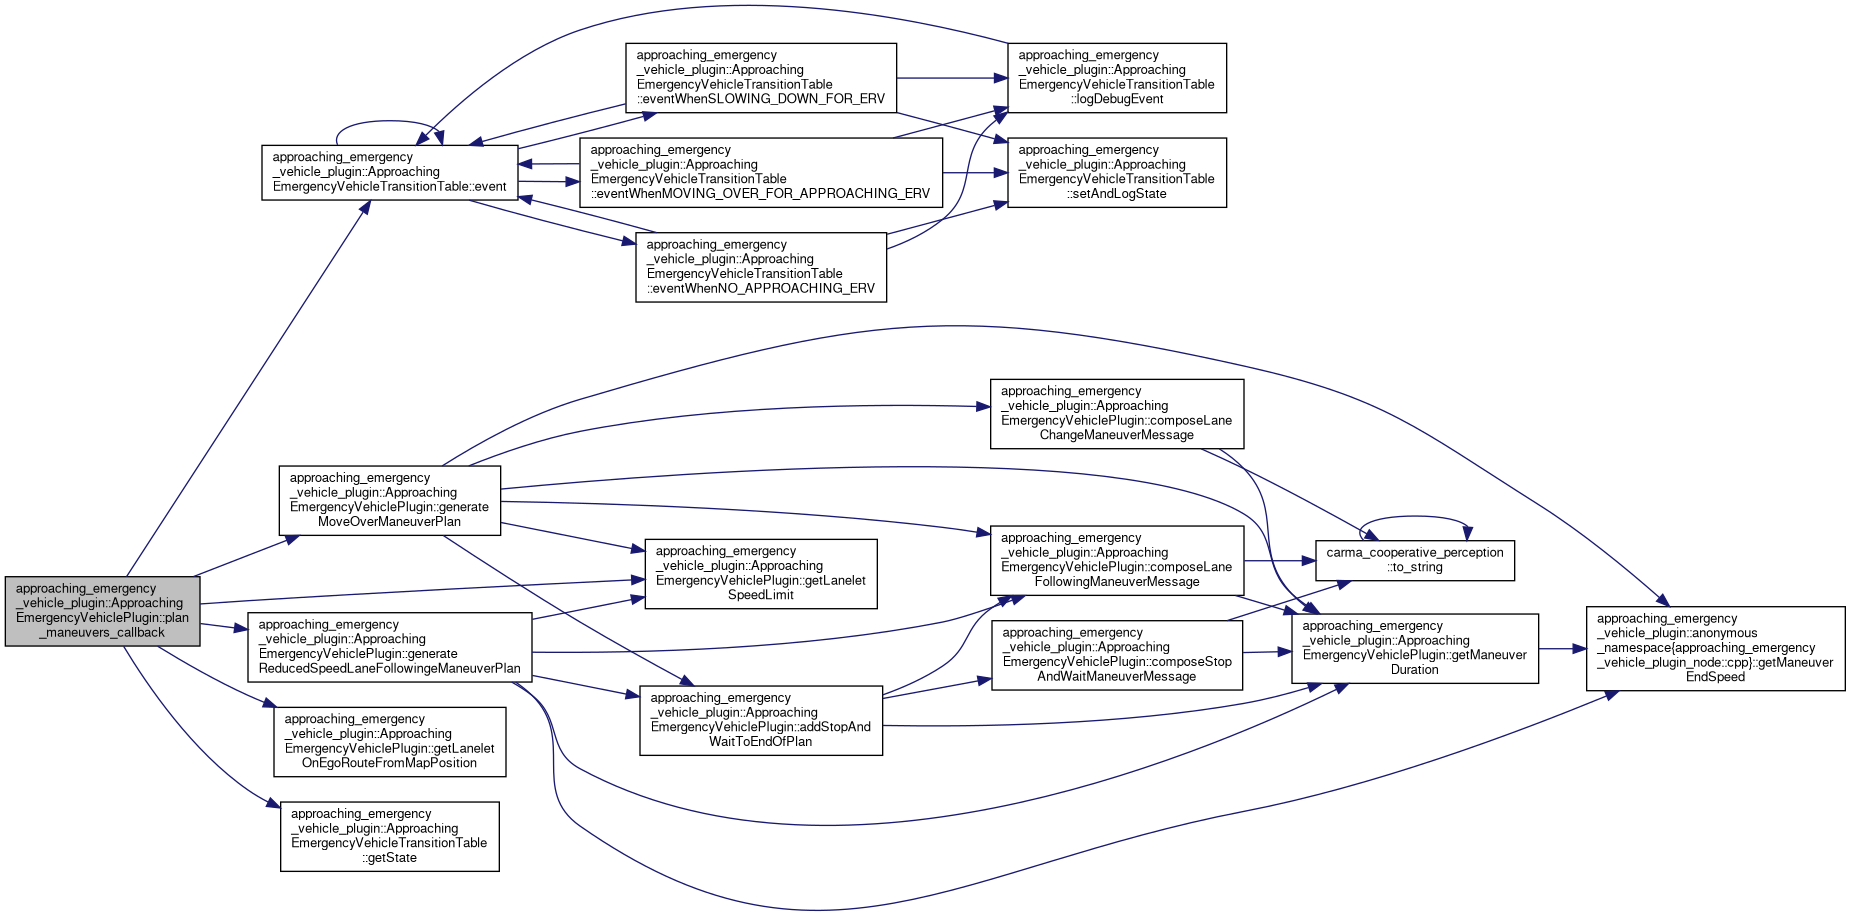 approaching_emergency
_vehicle_plugin::Approaching
EmergencyVehiclePlugin::plan
_maneuvers_callback
approaching_emergency
_vehicle_plugin::Approaching
EmergencyVehicleTransitionTable::event
approaching_emergency
_vehicle_plugin::Approaching
EmergencyVehicleTransitionTable
::eventWhenSLOWING_DOWN_FOR_ERV
approaching_emergency
_vehicle_plugin::Approaching
EmergencyVehicleTransitionTable
::eventWhenMOVING_OVER_FOR_APPROACHING_ERV
approaching_emergency
_vehicle_plugin::Approaching
EmergencyVehicleTransitionTable
::eventWhenNO_APPROACHING_ERV
approaching_emergency
_vehicle_plugin::Approaching
EmergencyVehicleTransitionTable
::logDebugEvent
approaching_emergency
_vehicle_plugin::Approaching
EmergencyVehicleTransitionTable
::setAndLogState
approaching_emergency
_vehicle_plugin::Approaching
EmergencyVehiclePlugin::generate
MoveOverManeuverPlan
approaching_emergency
_vehicle_plugin::Approaching
EmergencyVehiclePlugin::getLanelet
SpeedLimit
approaching_emergency
_vehicle_plugin::Approaching
EmergencyVehiclePlugin::generate
ReducedSpeedLaneFollowingeManeuverPlan
approaching_emergency
_vehicle_plugin::Approaching
EmergencyVehiclePlugin::addStopAnd
WaitToEndOfPlan
approaching_emergency
_vehicle_plugin::Approaching
EmergencyVehiclePlugin::composeLane
ChangeManeuverMessage
approaching_emergency
_vehicle_plugin::Approaching
EmergencyVehiclePlugin::composeLane
FollowingManeuverMessage
approaching_emergency
_vehicle_plugin::Approaching
EmergencyVehiclePlugin::composeStop
AndWaitManeuverMessage
carma_cooperative_perception
::to_string
approaching_emergency
_vehicle_plugin::Approaching
EmergencyVehiclePlugin::getManeuver
Duration
approaching_emergency
_vehicle_plugin::anonymous
_namespace{approaching_emergency
_vehicle_plugin_node::cpp}::getManeuver
EndSpeed
approaching_emergency
_vehicle_plugin::Approaching
EmergencyVehiclePlugin::getLanelet
OnEgoRouteFromMapPosition
approaching_emergency
_vehicle_plugin::Approaching
EmergencyVehicleTransitionTable
::getState